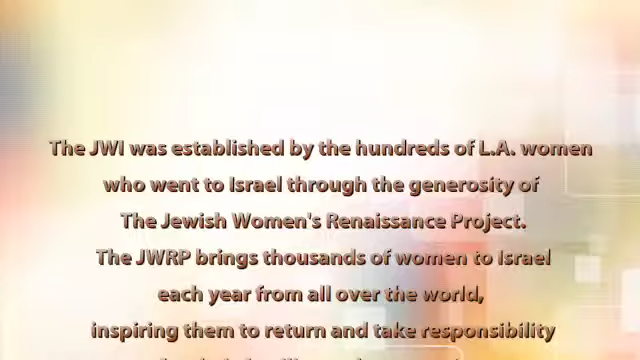 The JWI was established by the hundreds of L.A. women
who went to Israel through the generosity of
The Jewish Women's Renaissance Project.
The JWRP brings thousands of women to Israel
each year from all over the world,
inspiring them to return and take responsibility